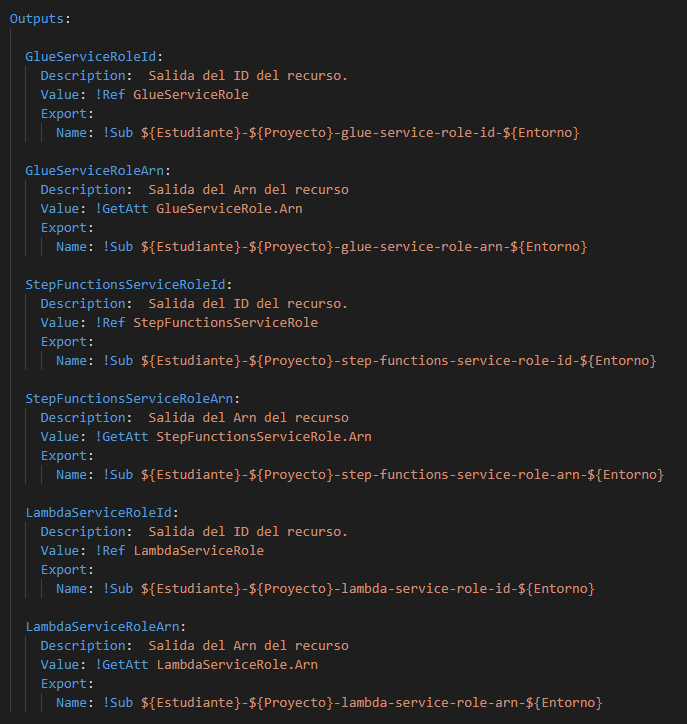 Outputs:
GlueServiceRoleId:
Description:  Salida del ID del recurso.
Value: !Ref GlueServiceRole
Export:
Name: !Sub ${Estudiante}-${Proyecto}-glue-service-role-id-${Entorno}
GlueServiceRoleArn:
Description:  Salida del Arn del recurso
Value: !GetAtt GlueServiceRole.Arn
Export:
Name: !Sub ${Estudiante}-${Proyecto}-glue-service-role-arn-${Entorno}
StepFunctionsServiceRoleId:
Description:  Salida del ID del recurso.
Value: !Ref StepFunctionsServiceRole
Export:
Name: !Sub ${Estudiante}-${Proyecto}-step-functions-service-role-id-${Entorno}
StepFunctionsServiceRoleArn:
Description:  Salida del Arn del recurso
Value: !GetAtt StepFunctionsServiceRole.Arn
Export:
Name: !Sub ${Estudiante}-${Proyecto}-step-functions-service-role-arn-${Entorno}
LambdaServiceRoleId:
Description:  Salida del ID del recurso.
Value: !Ref LambdaServiceRole
Export:
Name: !Sub ${Estudiante}-${Proyecto}-lambda-service-role-id-${Entorno}
LambdaServiceRoleArn:
Description:  Salida del Arn del recurso
Value: !GetAtt LambdaServiceRole.Arn
Export:
Name: !Sub ${Estudiante}-${Proyecto}-lambda-service-role-arn-${Entorno}